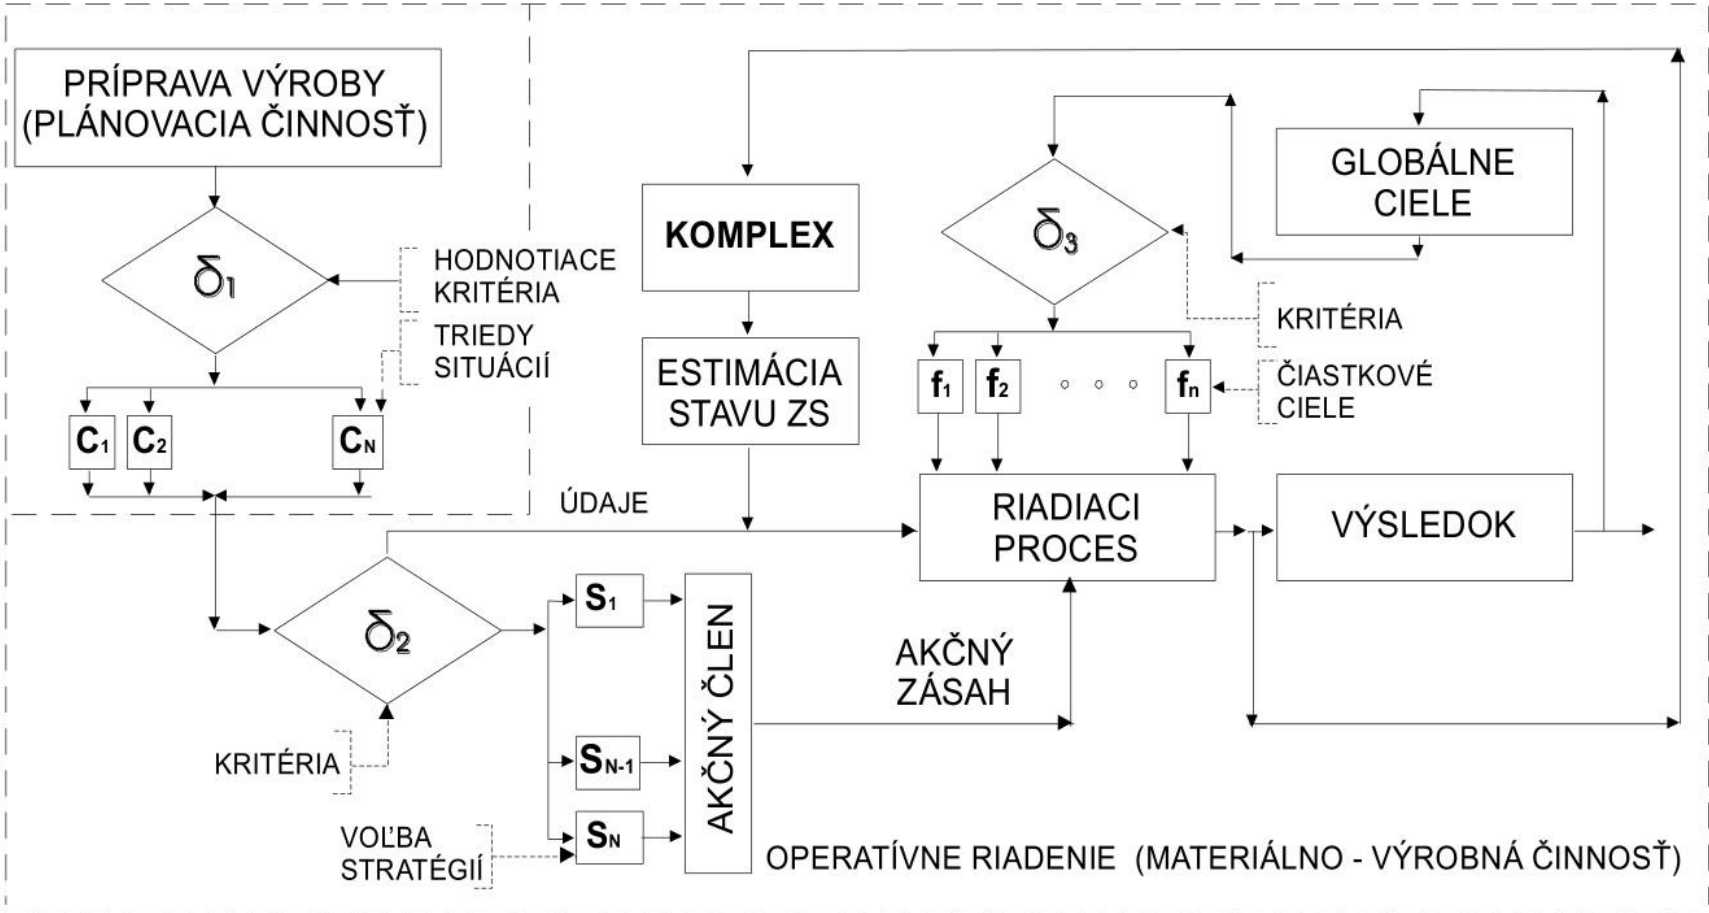 PRÍPRAVA VÝROBY
(PLÁNOVACIA ČINNOSŤ)
δ1
HODNOTIACE
KRITÉRIA
TRIEDY
SITUÁCIÍ
C1
C2
CN
KOMPLEX
ESTIMÁCIA
STAVU ZS
ÚDAJE
δ3
GLOBÁLNE
CIELE
KRITÉRIA
f1
f2
fn
ČIASTKOVÉ
CIELE
RIADIACI
PROCES
VÝSLEDOK
δ2
KRITÉRIA
S1
SN-1
SN
VOĽBA
STRATÉGIÍ
AKČNÝ ČLEN
AKČNÝ
ZÁSAH
OPERATÍVNE RIADENIE (MATERIÁLNO - VÝROBNÁ ČINNOSŤ)